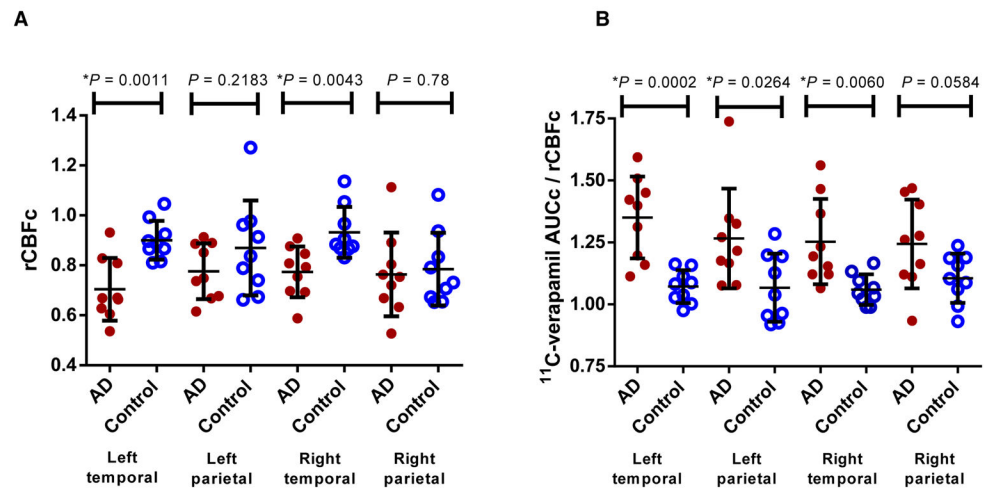 A
*P = 0.0011 P = 0.2183 *P = 0.0043 P = 0.78
rCBFc
1.4
1.2
1.0
0.8
0.6
0.4
AD Control AD Control AD Control AD Control
Left Left Right Right
temporal parietal temporal parietal
B
*P = 0.0002 *P = 0.0264 *P = 0.0060 P = 0.0584
¹¹C-verapamil AUCc / rCBFc
1.75
1.50
1.25
1.00
0.75
AD Control AD Control AD Control AD Control
Left Left Right Right
temporal parietal temporal parietal